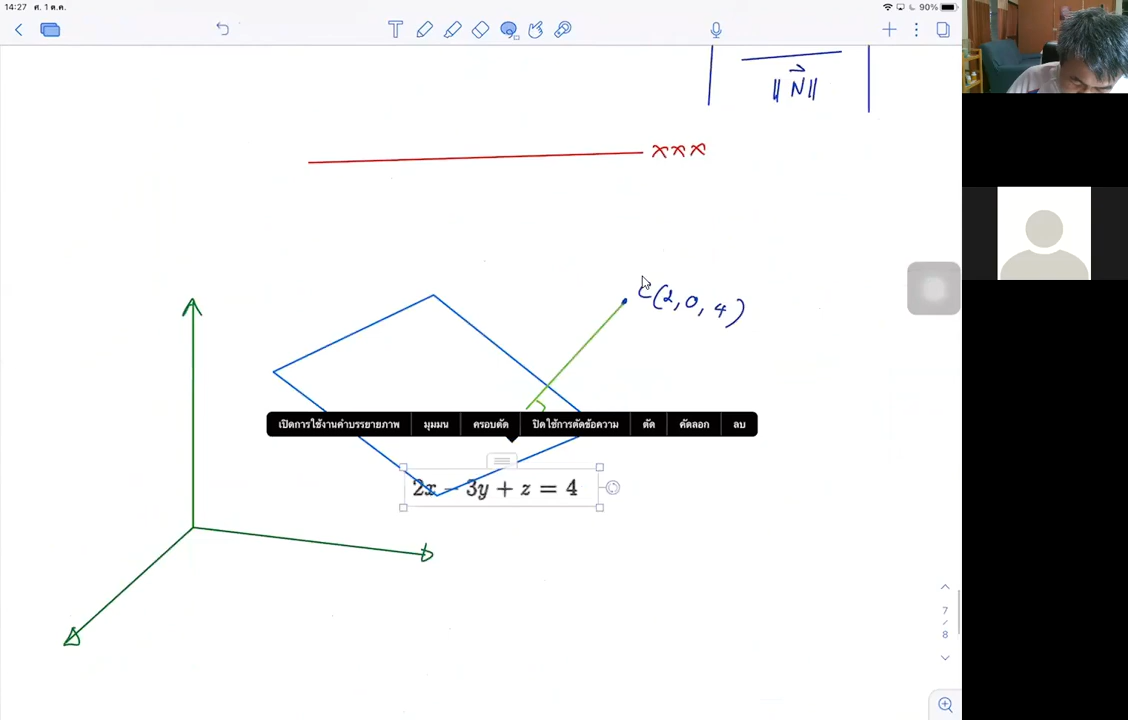 14:27 ศ. 1 ต.ค. 90%
T
‖N⃗‖
xxx
C(2,0,4)
เปิดการใช้งานคำบรรยายภาพ มุมมน ครอบตัด ปิดใช้การตัดข้อความ ตัด คัดลอก ลบ
2x − 3y + z = 4
7
/
8